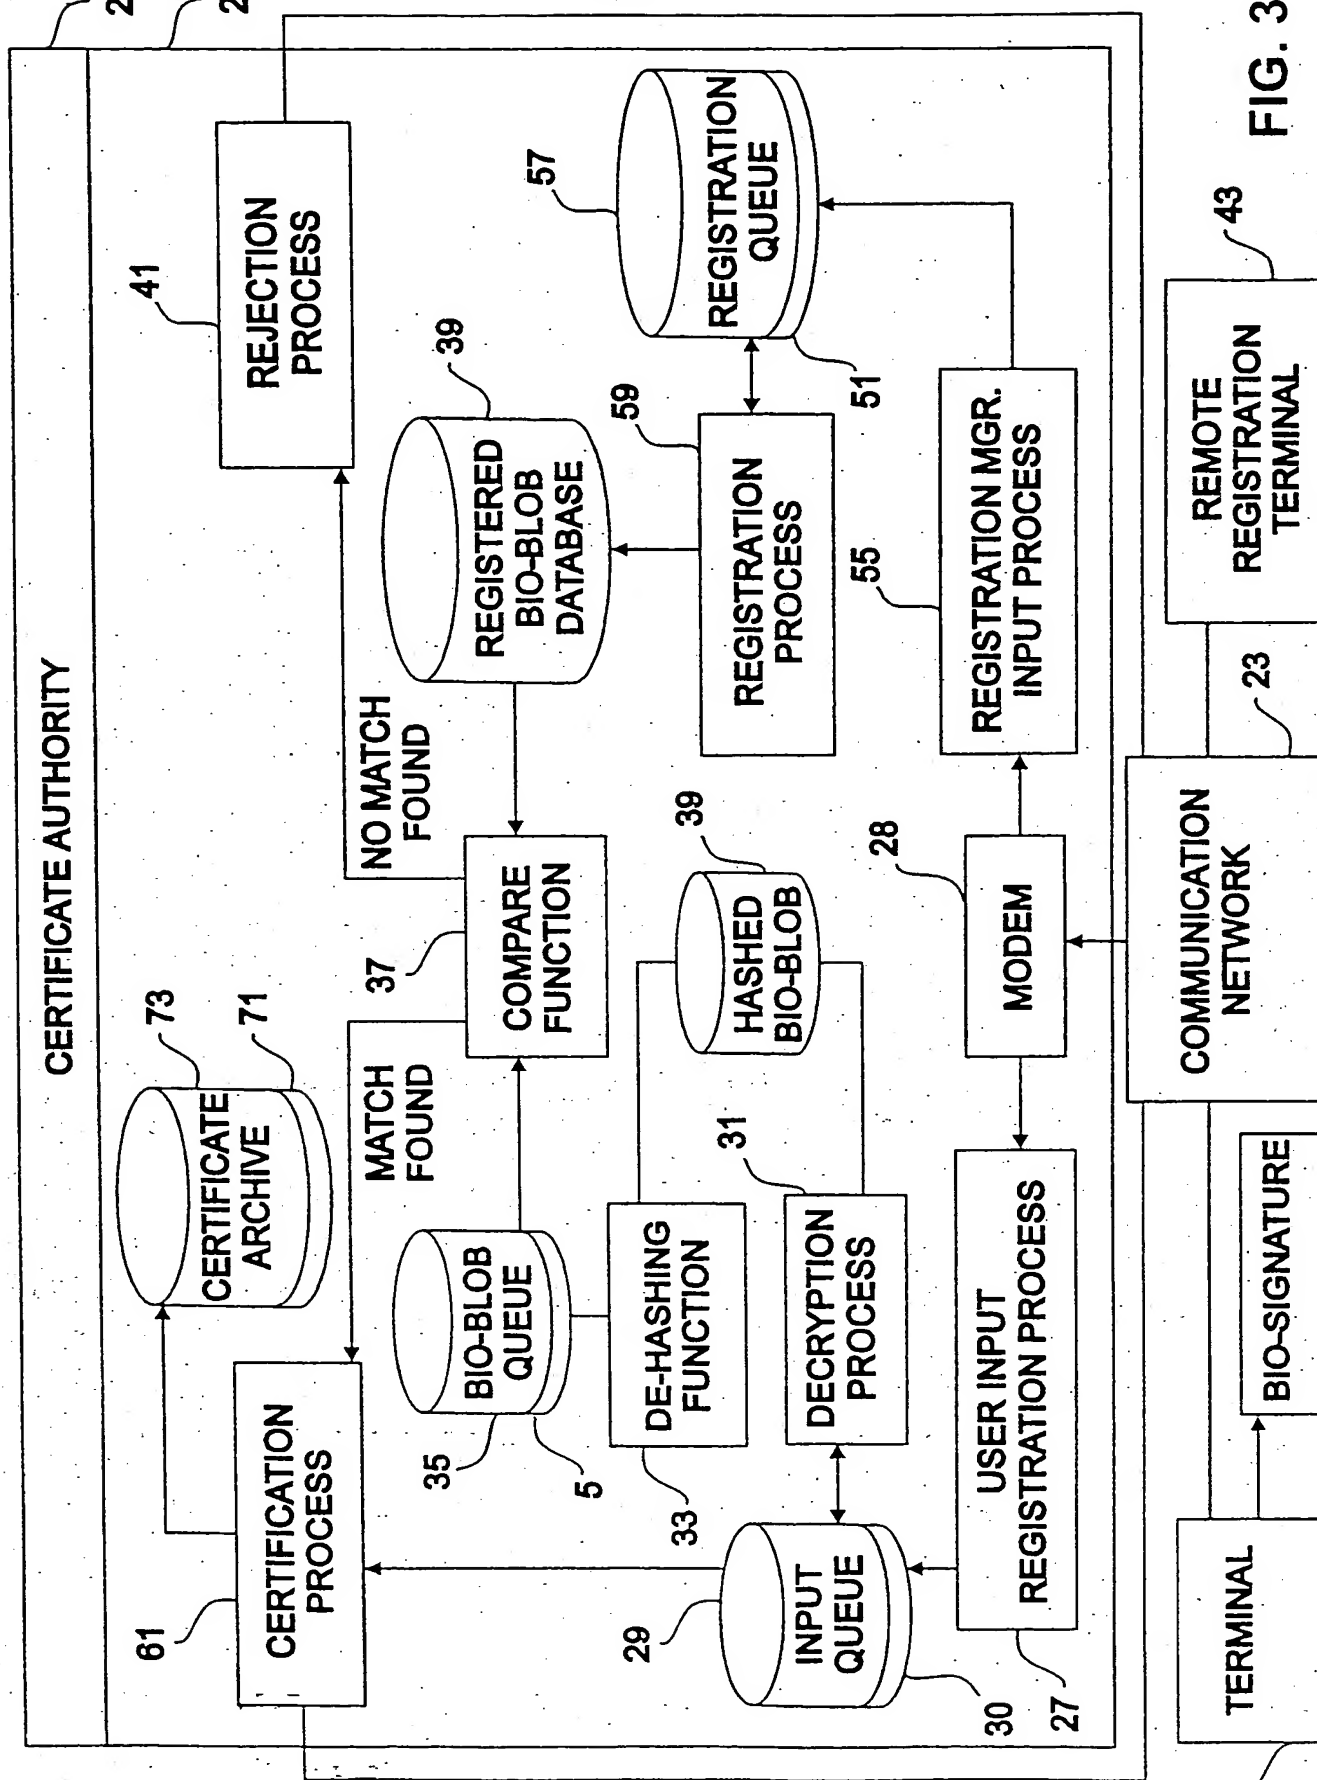 CERTIFICATE AUTHORITY
2
2
61
CERTIFICATION
PROCESS
73
CERTIFICATE
ARCHIVE
71
41
REJECTION
PROCESS
MATCH
FOUND
NO MATCH
FOUND
35
BIO-BLOB
QUEUE
5
37
COMPARE
FUNCTION
39
REGISTERED
BIO-BLOB
DATABASE
57
REGISTRATION
QUEUE
51
33
DE-HASHING
FUNCTION
39
HASHED
BIO-BLOB
59
REGISTRATION
PROCESS
29
INPUT
QUEUE
30
31
DECRYPTION
PROCESS
27
USER INPUT
REGISTRATION PROCESS
28
MODEM
55
REGISTRATION MGR.
INPUT PROCESS
TERMINAL
BIO-SIGNATURE
COMMUNICATION
NETWORK
23
REMOTE
REGISTRATION
TERMINAL
43
FIG. 3